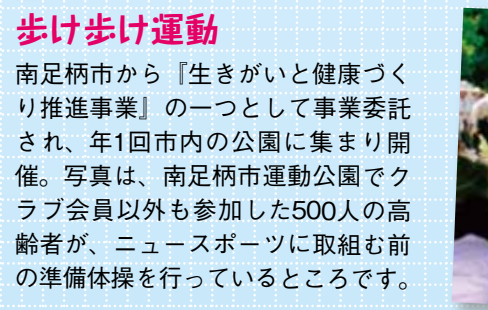 歩け歩け運動
南足柄市から『生きがいと健康づく
り推進事業』の一つとして事業委託
され、年1回市内の公園に集まり開
催。写真は、南足柄市運動公園でク
ラブ会員以外も参加した500人の高
齢者が、ニュースポーツに取組む前
の準備体操を行っているところです。